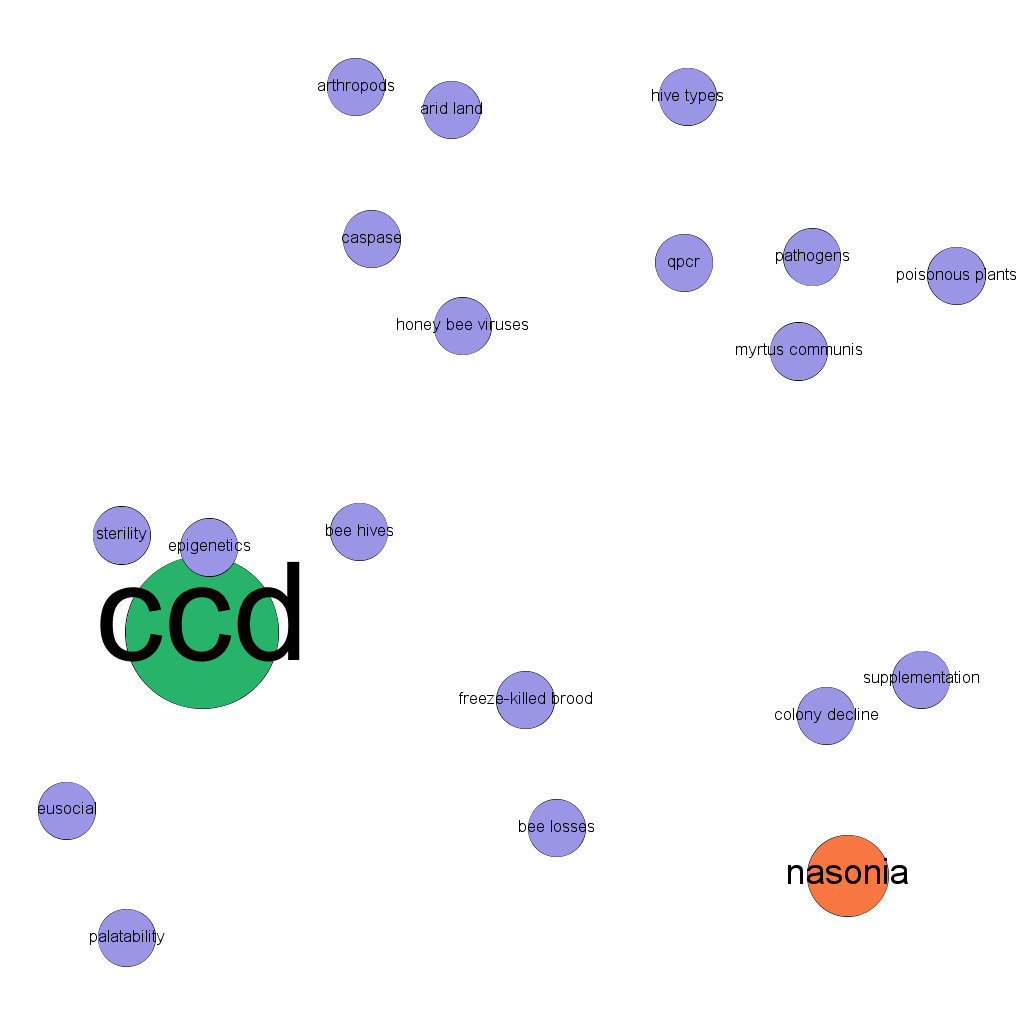 arthropods
arid land
hive types
caspase
qpcr
pathogens
poisonous plants
honey bee viruses
myrtus communis
sterility
epigenetics
bee hives
ccd
freeze-killed brood
supplementation
colony decline
eusocial
bee losses
nasonia
palatability